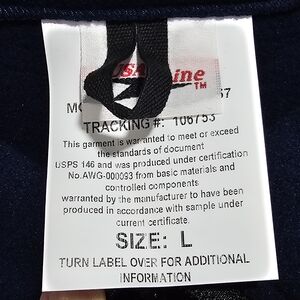 TM
TRACKING #: 106753
This garment is warranted to meet or exceed
the standards of document
USPS 146 and was produced under certification
No.AWG-000093 from basic materials and
controlled components
warranted by the manufacturer to have been
produced in accordance with sample under
current certificate.
SIZE: L
TURN LABEL OVER FOR ADDITIONAL
INFORMATION